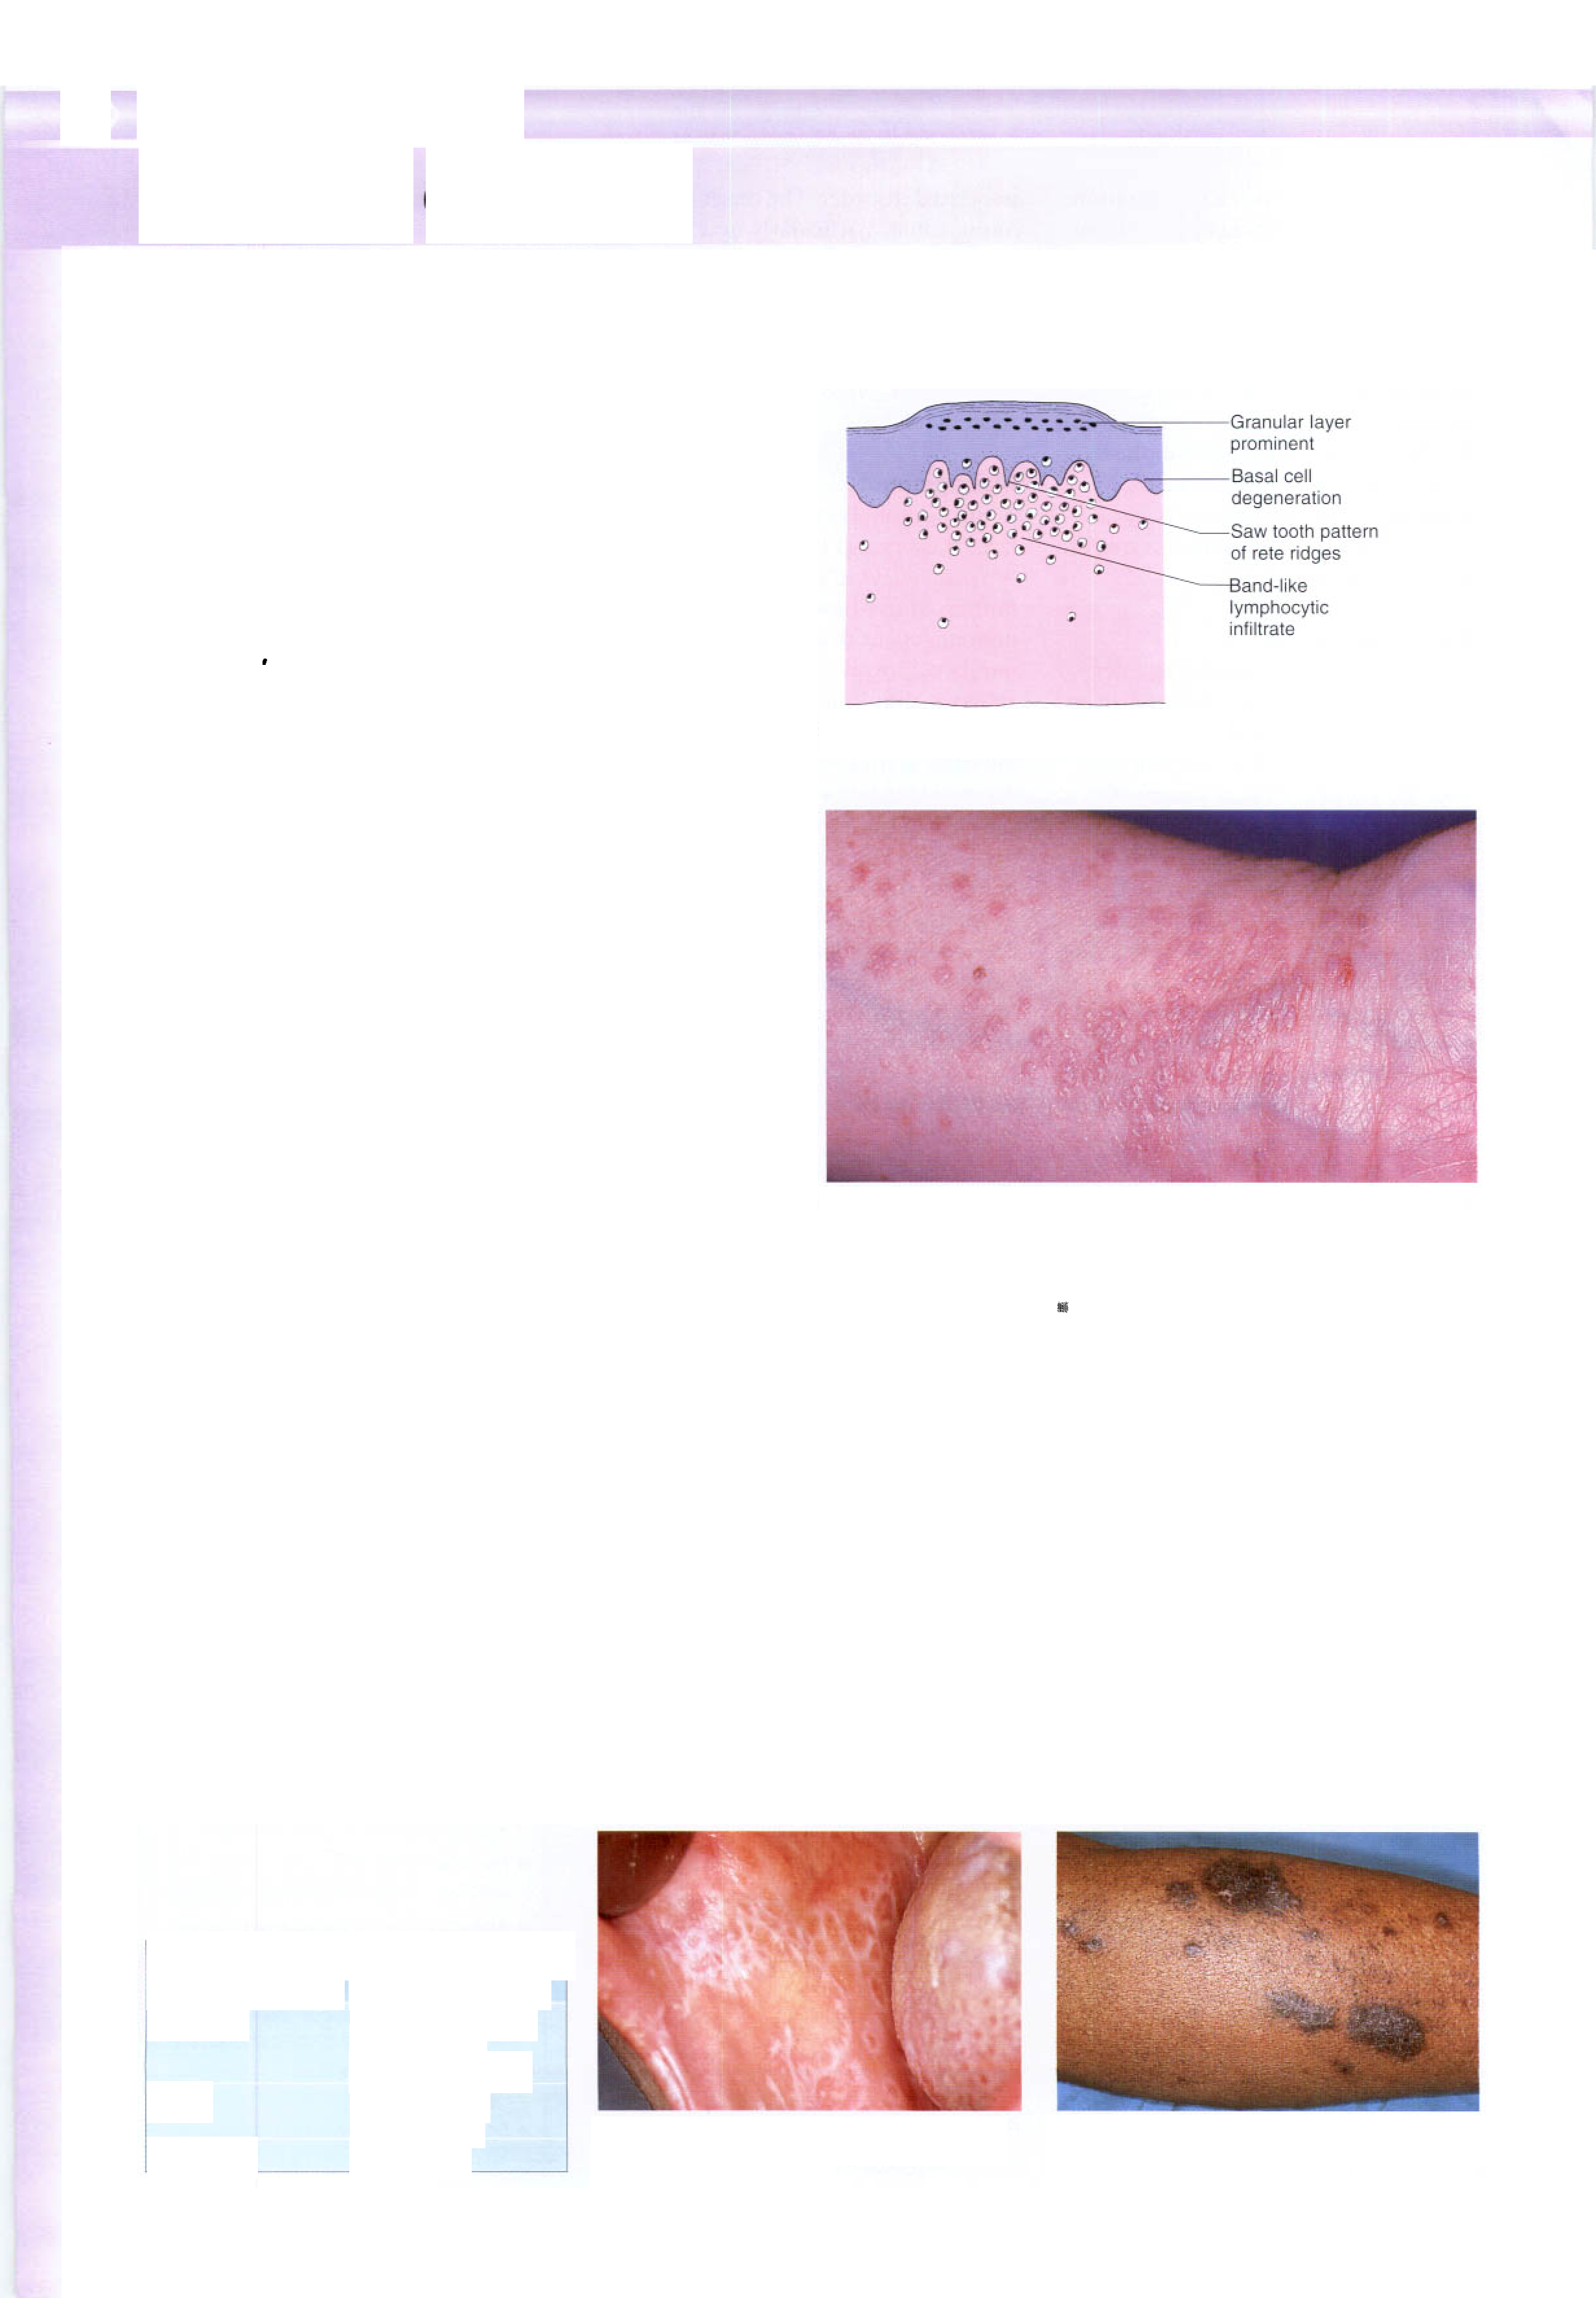 Granular layer
prominent
Basal cell
degeneration
Saw tooth pattern
of rete ridges
Band-like
lymphocytic
infiltrate